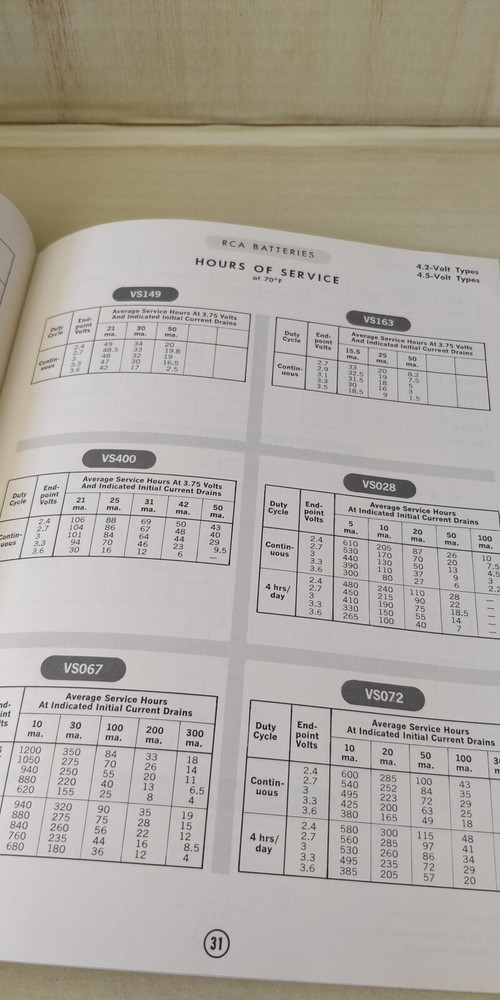 RCA BATTERIES
HOURS OF SERVICE
at 70°F
4.2-Volt Types
4.5-Volt Types
VS149
Duty Cycle End-point Volts Average Service Hours At 3.75 Volts And Indicated Initial Current Drains
21 ma. 30 ma. 50 ma.
Contin-uous
2.4 49 34 20
2.7 48.5 33 19.8
3 48 32 19
3.3 47 30 16.5
3.6 42 17 2.5
VS163
Duty Cycle End-point Volts Average Service Hours At 3.75 Volts And Indicated Initial Current Drains
15.5 ma. 25 ma. 50 ma.
Contin-uous
2.7 33 20 8.2
2.9 32.5 19 7.5
3.1 31.5 18 5
3.3 30 16 3
3.5 18.5 9 1.5
VS400
Duty Cycle End-point Volts Average Service Hours At 3.75 Volts And Indicated Initial Current Drains
21 ma. 25 ma. 31 ma. 42 ma. 50 ma.
Contin-uous
2.4 106 88 69 50 43
2.7 104 86 67 48 40
3 101 84 64 44 29
3.3 94 70 46 23 9.5
3.6 30 16 12 6 —
VS028
Duty Cycle End-point Volts Average Service Hours At Indicated Initial Current Drains
5 ma. 10 ma. 20 ma. 50 ma. 100 ma.
Contin-uous
2.4 610 205 87 26 10
2.7 530 170 70 20 7.5
3 440 130 50 13 4.5
3.3 390 110 37 9 3
3.6 300 80 27 6 2.2
4 hrs/day
2.4 480 240 110 28 —
2.7 450 215 90 22 —
3 410 190 75 18.5 —
3.3 330 150 55 14 —
3.6 265 100 40 7 —
VS067
Average Service Hours At Indicated Initial Current Drains
10 ma. 30 ma. 100 ma. 200 ma. 300 ma.
1200 350 84 33 18
1050 275 70 26 14
940 250 55 20 11
880 220 40 13 6.5
620 155 25 8 4
940 320 90 35 19
880 275 75 28 15
840 260 56 22 12
760 235 44 16 8.5
680 180 36 12 4
VS072
Duty Cycle End-point Volts Average Service Hours At Indicated Initial Current Drains
10 ma. 20 ma. 50 ma. 100 ma.
Contin-uous
2.4 600 285 100 43
2.7 540 252 84 35
3 495 223 72 29
3.3 425 200 63 25
3.6 380 165 49 18
4 hrs/day
2.4 580 300 115 48
2.7 560 285 97 41
3 530 260 86 34
3.3 495 235 72 29
3.6 385 205 57 20
31